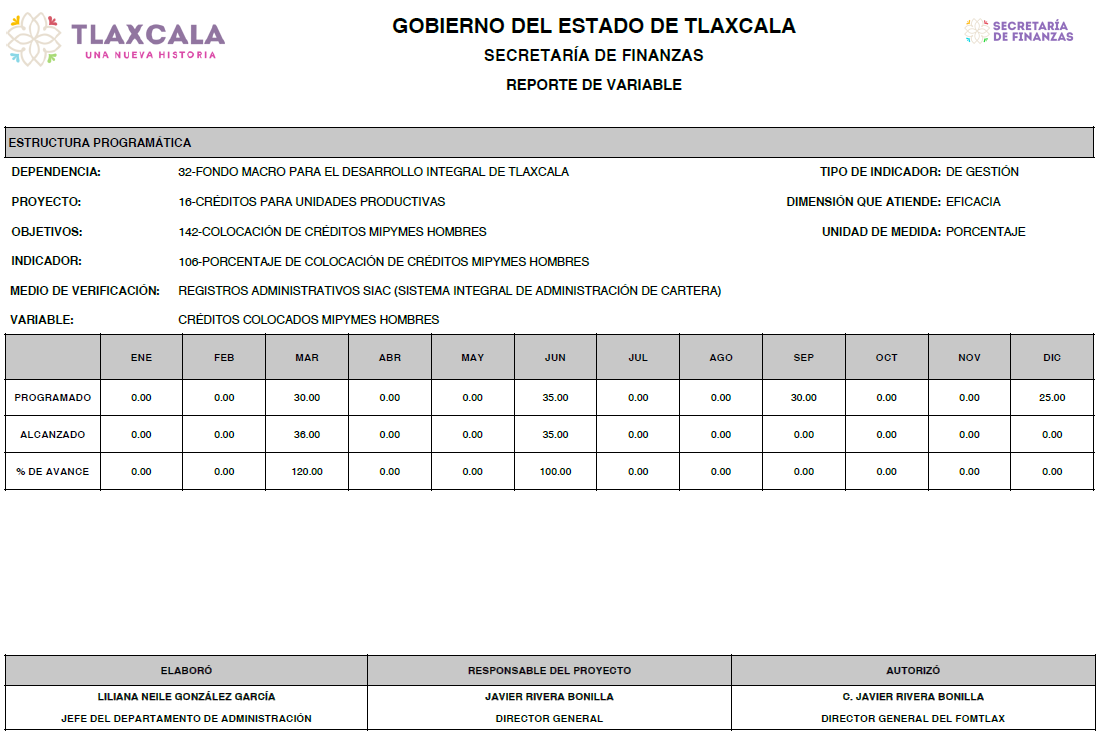 TLAXCALA
UNA NUEVA HISTORIA
GOBIERNO DEL ESTADO DE TLAXCALA
SECRETARÍA DE FINANZAS
REPORTE DE VARIABLE
SECRETARÍA
DE FINANZAS
ESTRUCTURA PROGRAMÁTICA
DEPENDENCIA: 32-FONDO MACRO PARA EL DESARROLLO INTEGRAL DE TLAXCALA TIPO DE INDICADOR: DE GESTIÓN
PROYECTO: 16-CRÉDITOS PARA UNIDADES PRODUCTIVAS DIMENSIÓN QUE ATIENDE: EFICACIA
OBJETIVOS: 142-COLOCACIÓN DE CRÉDITOS MIPYMES HOMBRES UNIDAD DE MEDIDA: PORCENTAJE
INDICADOR: 106-PORCENTAJE DE COLOCACIÓN DE CRÉDITOS MIPYMES HOMBRES
MEDIO DE VERIFICACIÓN: REGISTROS ADMINISTRATIVOS SIAC (SISTEMA INTEGRAL DE ADMINISTRACIÓN DE CARTERA)
VARIABLE: CRÉDITOS COLOCADOS MIPYMES HOMBRES
ENE FEB MAR ABR MAY JUN JUL AGO SEP OCT NOV DIC
PROGRAMADO 0.00 0.00 30.00 0.00 0.00 35.00 0.00 0.00 30.00 0.00 0.00 25.00
ALCANZADO 0.00 0.00 36.00 0.00 0.00 35.00 0.00 0.00 0.00 0.00 0.00 0.00
% DE AVANCE 0.00 0.00 120.00 0.00 0.00 100.00 0.00 0.00 0.00 0.00 0.00 0.00
ELABORÓ RESPONSABLE DEL PROYECTO AUTORIZÓ
LILIANA NEILE GONZÁLEZ GARCÍA JAVIER RIVERA BONILLA C. JAVIER RIVERA BONILLA
JEFE DEL DEPARTAMENTO DE ADMINISTRACIÓN DIRECTOR GENERAL DIRECTOR GENERAL DEL FOMTLAX